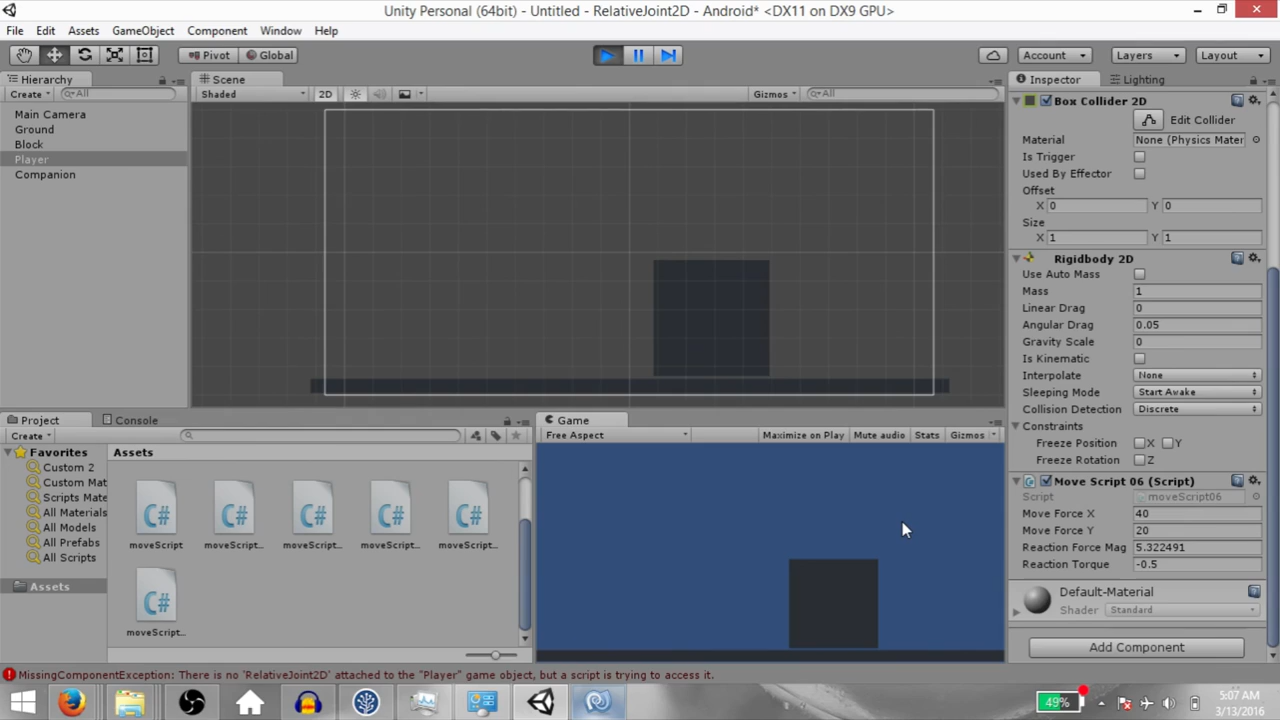 Unity Personal (64bit) - Untitled - RelativeJoint2D - Android* <DX11 on DX9 GPU>
File Edit Assets GameObject Component Window Help
Pivot Global Account Layers Layout
Hierarchy
Create All
Main Camera
Ground
Block
Player
Companion
Scene
Shaded 2D Gizmos All
Inspector Lighting
Box Collider 2D
Edit Collider
Material None (Physics Mater
Is Trigger
Used By Effector
Offset
X 0 Y 0
Size
X 1 Y 1
Rigidbody 2D
Use Auto Mass
Mass 1
Linear Drag 0
Angular Drag 0.05
Gravity Scale 0
Is Kinematic
Interpolate None
Sleeping Mode Start Awake
Collision Detection Discrete
Constraints
Freeze Position X Y
Freeze Rotation Z
Move Script 06 (Script)
Script moveScript06
Move Force X 40
Move Force Y 20
Reaction Force Mag 5.322491
Reaction Torque -0.5
Default-Material
Shader Standard
Add Component
Project Console
Create
Favorites
Custom 2
Custom Mat
Scripts Mate
All Materials
All Models
All Prefabs
All Scripts
Assets
Assets
C# C# C# C# C#
moveScript moveScript... moveScript... moveScript... moveScript...
C#
moveScript...
Game
Free Aspect Maximize on Play Mute audio Stats Gizmos
MissingComponentException: There is no 'RelativeJoint2D' attached to the "Player" game object, but a script is trying to access it.
49%
5:07 AM
3/13/2016